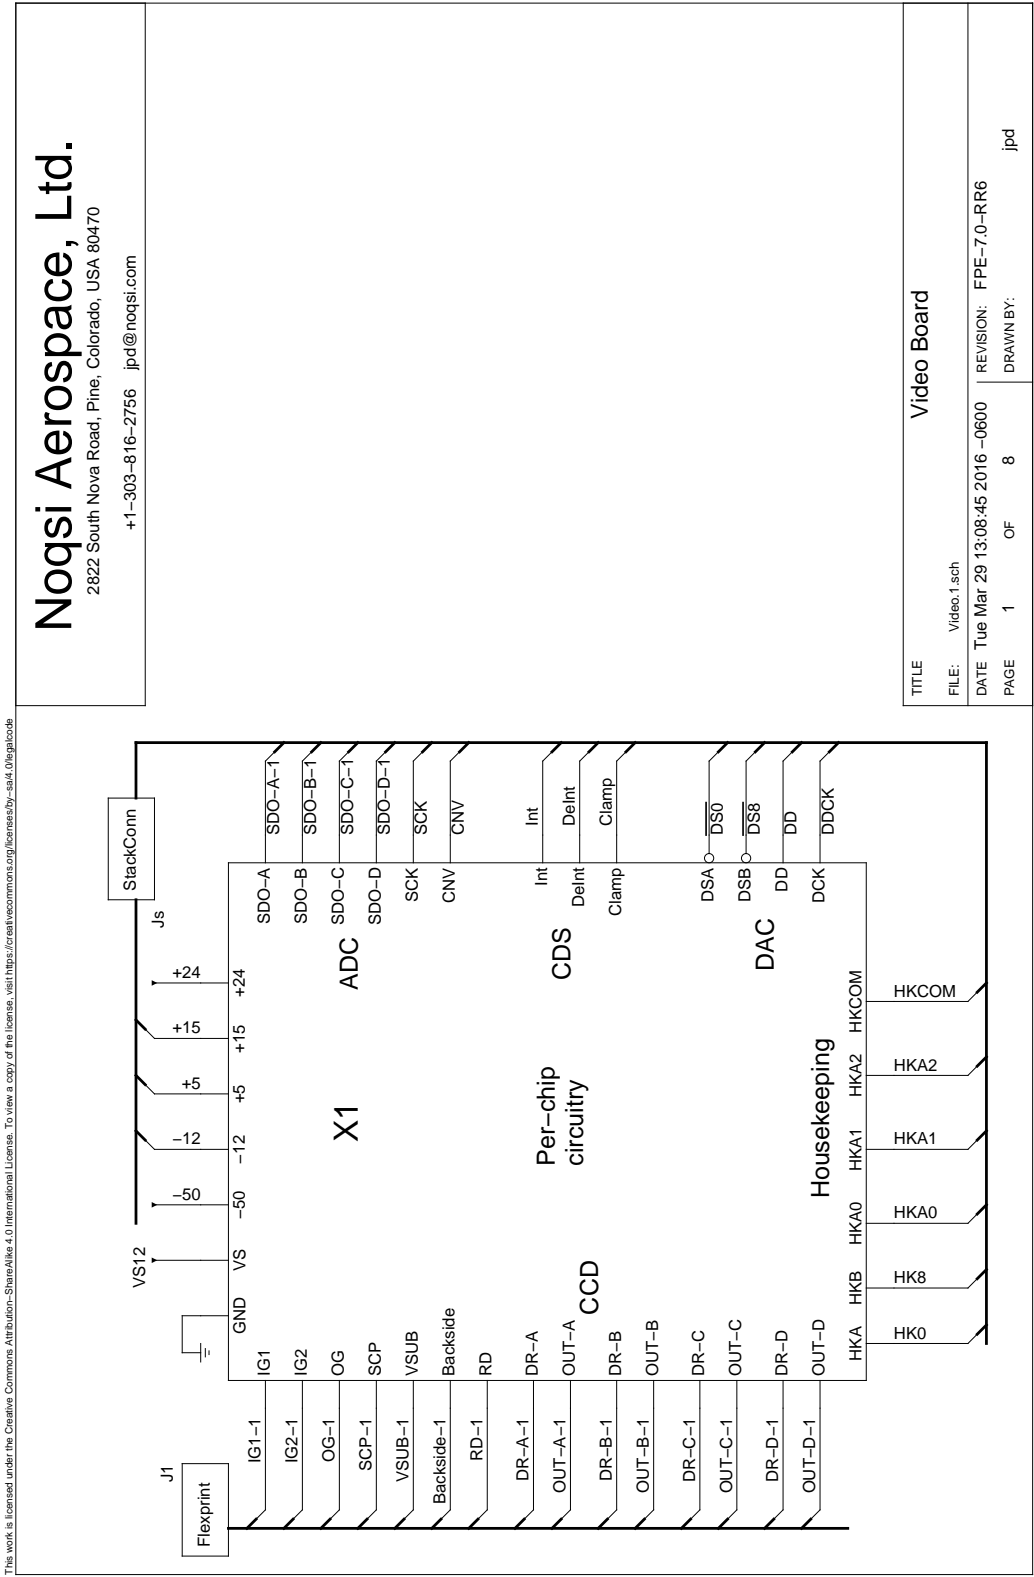 This work is licensed under the Creative Commons Attribution−ShareAlike 4.0 International License. To view a copy of the license, visit https://creativecommons.org/licenses/by−sa/4.0/legalcode
Noqsi Aerospace, Ltd.
2822 South Nova Road, Pine, Colorado, USA 80470
+1−303−816−2756 jpd@noqsi.com
J1
Flexprint
Js
StackConn
VS12
−50
−12
+5
+15
+24
GND
VS
−50
−12
+5
+15
+24
IG1−1
IG1
SDO−A
SDO−A−1
IG2−1
IG2
SDO−B
SDO−B−1
OG−1
OG
SDO−C
SDO−C−1
SCP−1
SCP
SDO−D
SDO−D−1
VSUB−1
VSUB
SCK
SCK
Backside−1
Backside
CNV
CNV
RD−1
RD
X1
ADC
DR−A−1
DR−A
Int
Int
OUT−A−1
OUT−A
DeInt
DeInt
DR−B−1
DR−B
Clamp
Clamp
OUT−B−1
OUT−B
CCD
Per−chip
circuitry
CDS
DR−C−1
DR−C
DSA
DS0
OUT−C−1
OUT−C
DSB
DS8
DR−D−1
DR−D
DD
DD
OUT−D−1
OUT−D
DCK
DDCK
DAC
Housekeeping
HKA
HKB
HKA0
HKA1
HKA2
HKCOM
HK0
HK8
HKA0
HKA1
HKA2
HKCOM
TITLE
Video Board
FILE: Video.1.sch
DATE Tue Mar 29 13:08:45 2016 −0600
REVISION: FPE−7.0−RR6
PAGE 1 OF 8
DRAWN BY: jpd